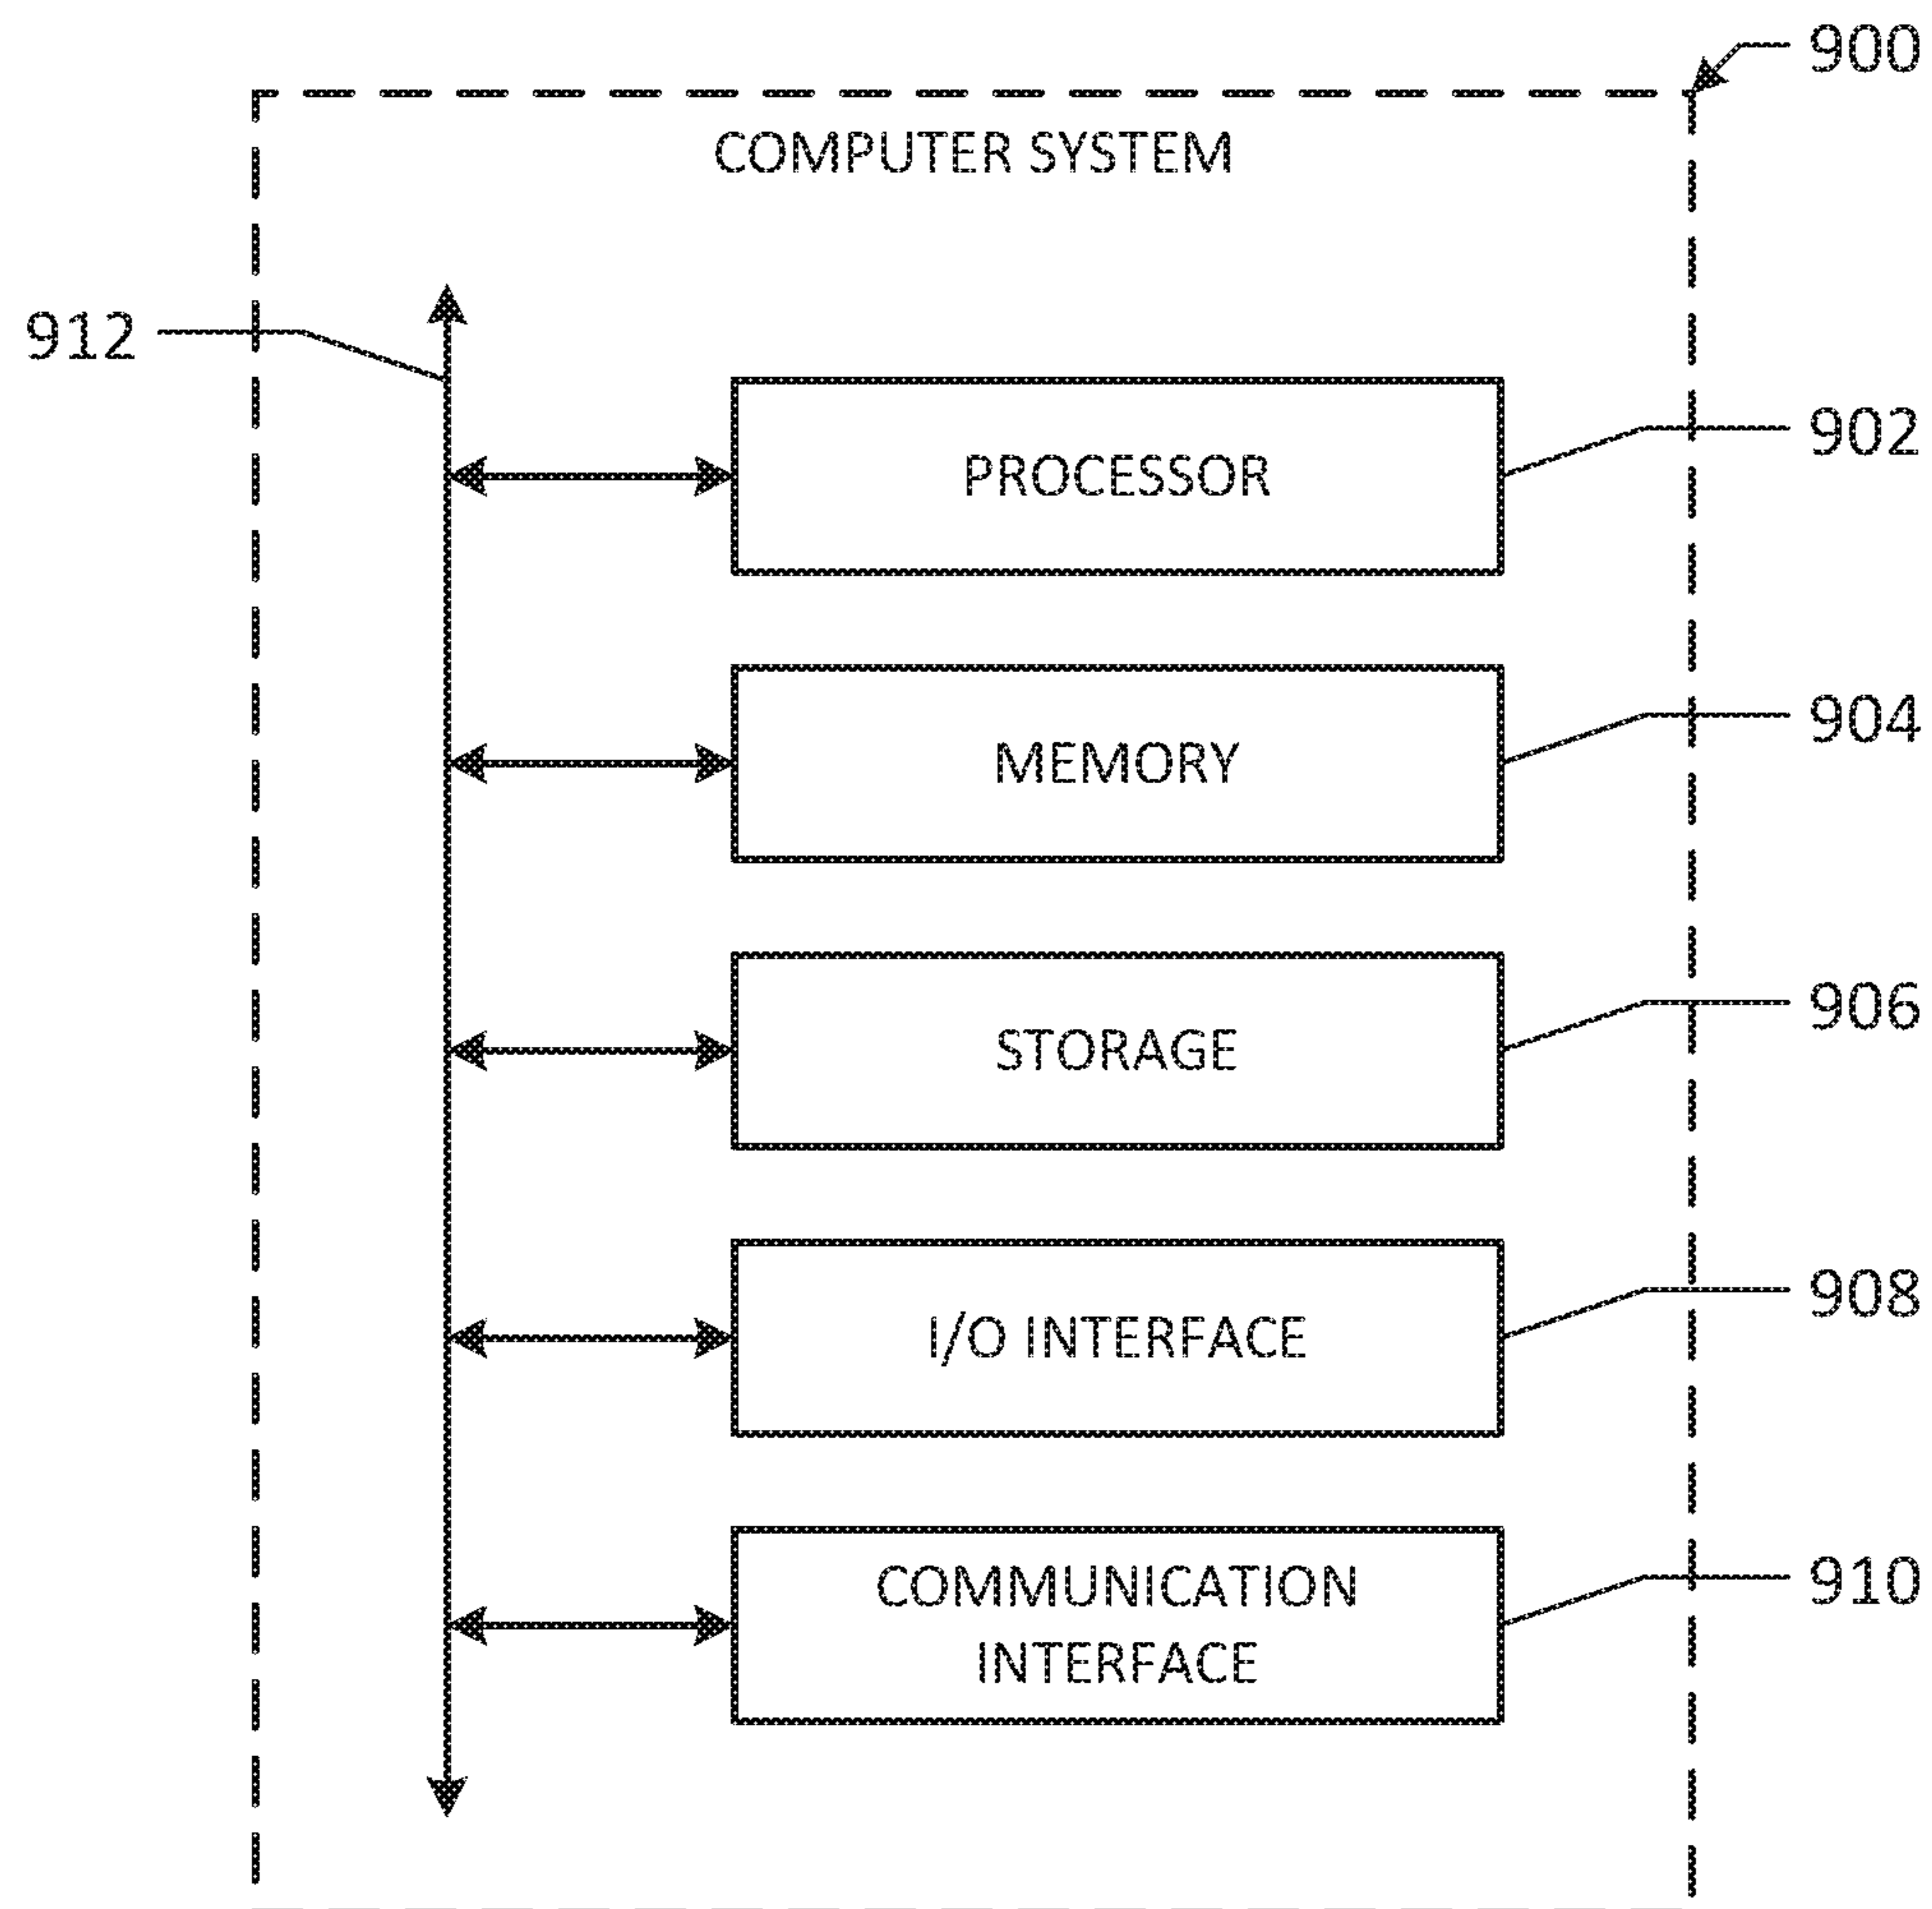 900
COMPUTER SYSTEM
912
PROCESSOR
902
MEMORY
904
STORAGE
906
I/O INTERFACE
908
COMMUNICATION
INTERFACE
910